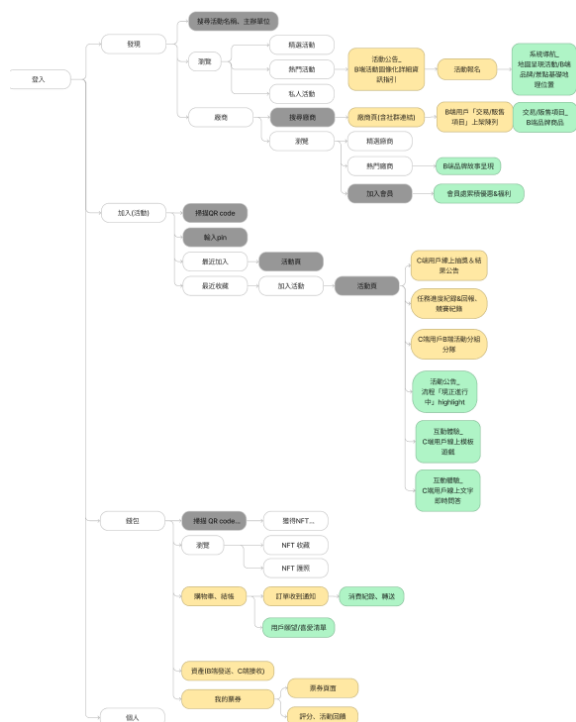 登入
發現
搜尋活動名稱、主辦單位
瀏覽
精選活動
熱門活動
私人活動
活動公告_
B端活動圖像化詳細資
訊指引
活動報名
系統導航_
地圖呈現活動/B端
品牌/景點基礎地
理位置
廠商
搜尋廠商
廠商頁(含社群連結)
B端用戶「交易/販售
項目」上架陳列
交易/販售項目_
B端品牌商品
瀏覽
精選廠商
熱門廠商
B端品牌故事呈現
加入會員
會員處累積優惠&福利
加入(活動)
掃描QR code
輸入pin
最近加入
活動頁
最近收藏
加入活動
活動頁
C端用戶線上抽獎&結
果公告
任務進度紀錄&回報、
競賽紀錄
C端用戶B端活動分組
分隊
活動公告_
流程「現正進行
中」highlight
互動體驗_
C端用戶線上模板
遊戲
互動體驗_
C端用戶線上文字
即時問答
錢包
掃描 QR code...
獲得NFT...
瀏覽
NFT 收藏
NFT 護照
購物車、結帳
訂單收到通知
消費紀錄、轉送
用戶願望/喜愛清單
資產(B端發送、C端接收)
我的票券
票券頁面
評分、活動回饋
個人